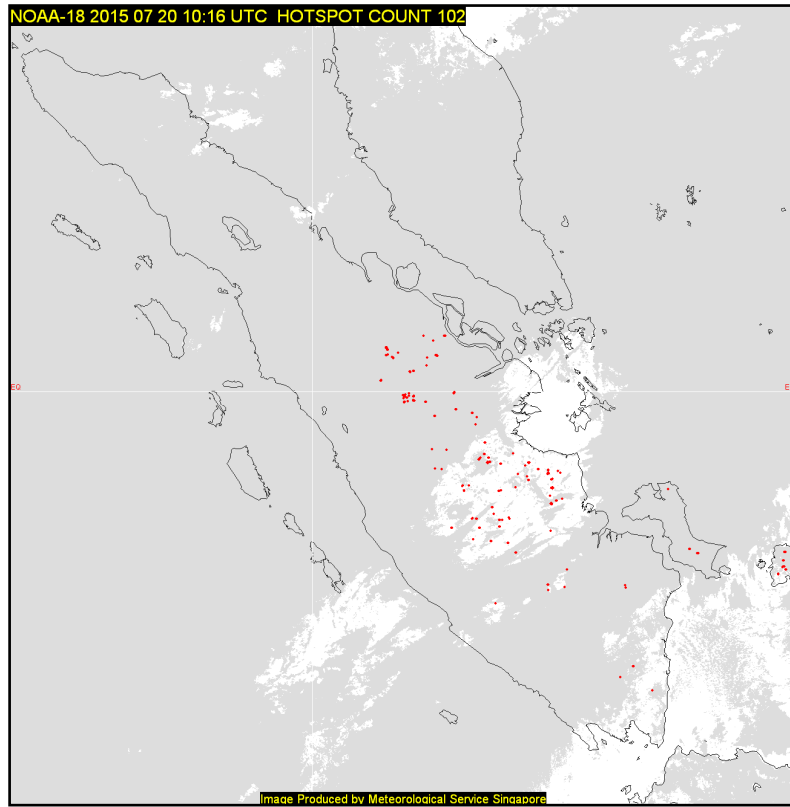 NOAA-18 2015 07 20 10:16 UTC HOTSPOT COUNT 102
EQ
E
Image Produced by Meteorological Service Singapore